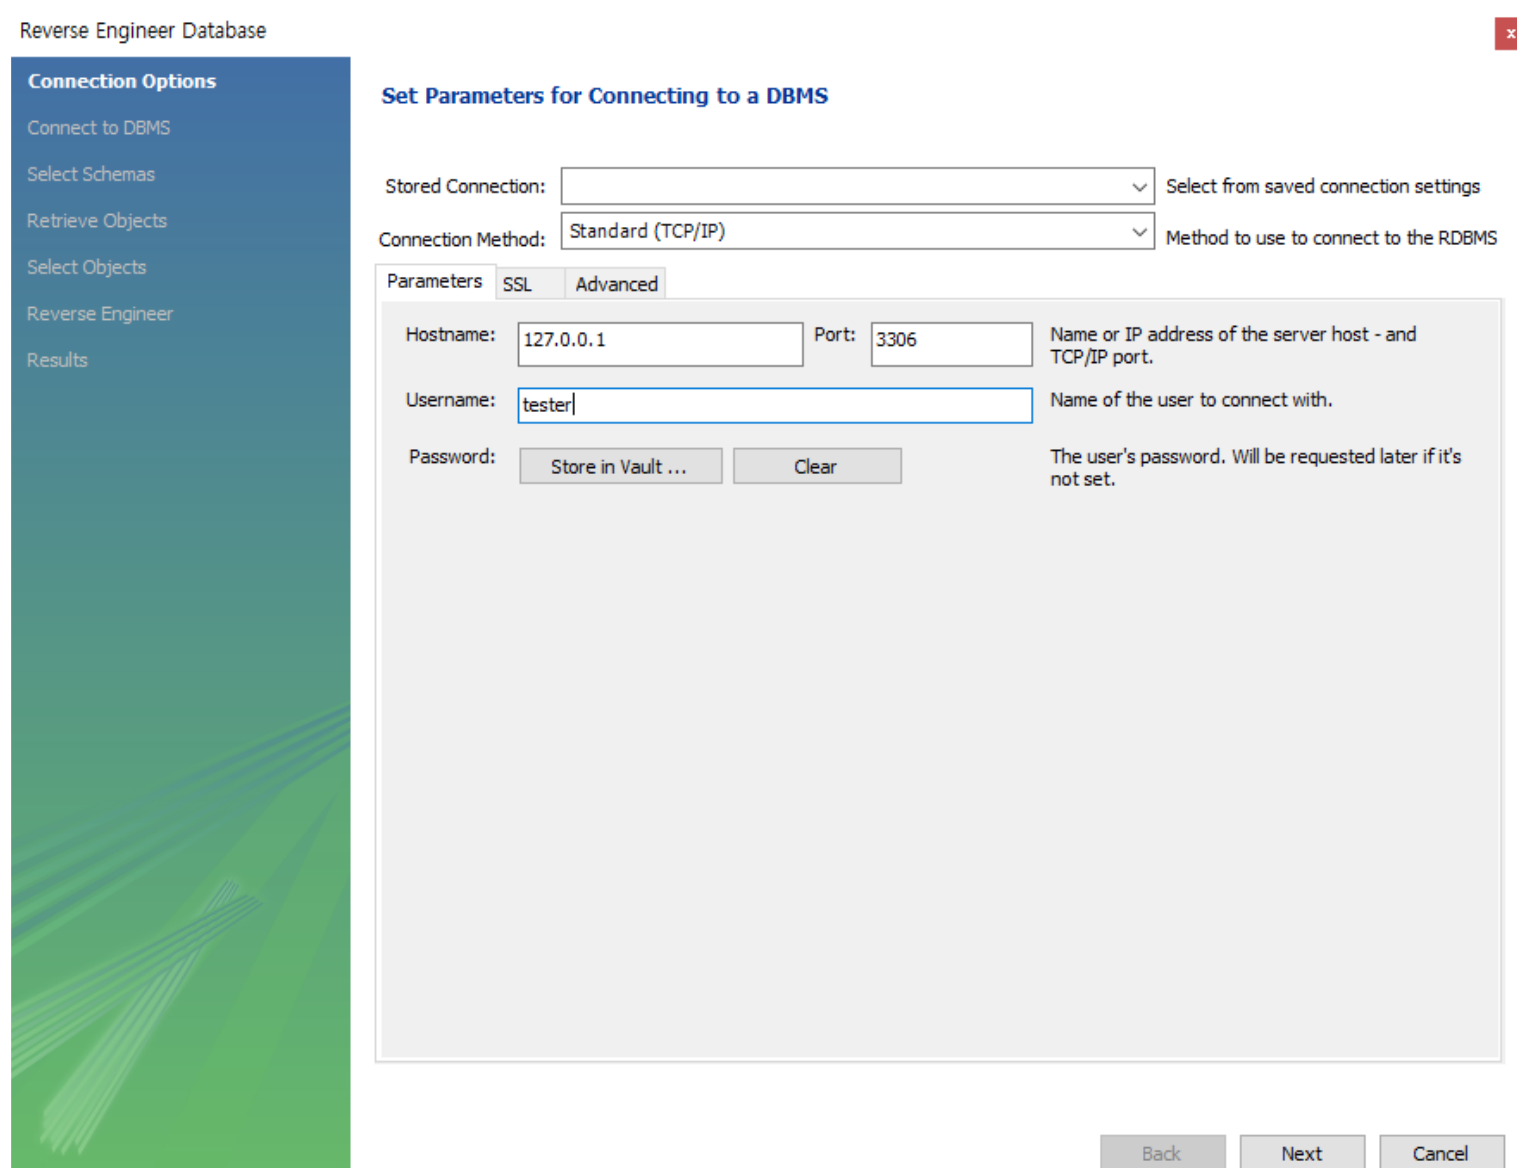 Reverse Engineer Database
x
Connection Options
Connect to DBMS
Select Schemas
Retrieve Objects
Select Objects
Reverse Engineer
Results
Set Parameters for Connecting to a DBMS
Stored Connection: Select from saved connection settings
Connection Method: Standard (TCP/IP) Method to use to connect to the RDBMS
Parameters SSL Advanced
Hostname: 127.0.0.1 Port: 3306 Name or IP address of the server host - and
TCP/IP port.
Username: tester Name of the user to connect with.
Password: Store in Vault ... Clear The user's password. Will be requested later if it's
not set.
Back Next Cancel